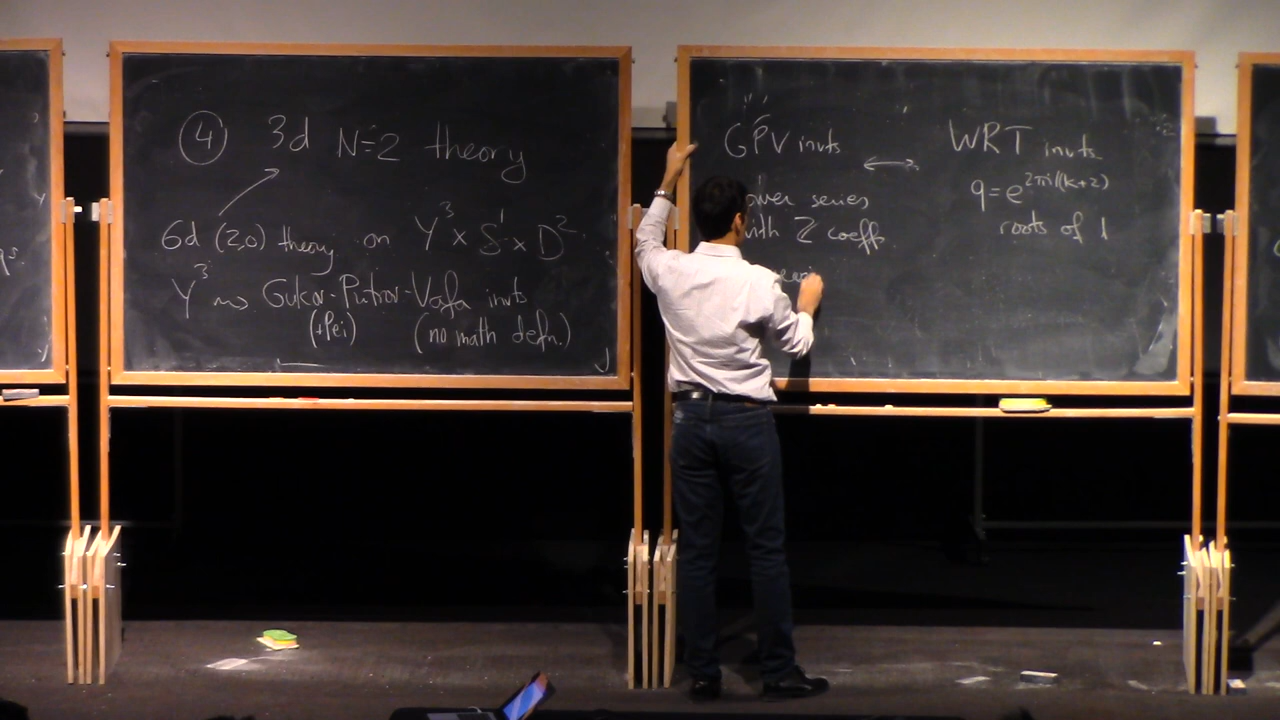 ④ 3d N=2 theory
6d (2,0) theory on Y³ × S¹ × D².
Y³ ⇝ Gukov-Putrov-Vafa invts
(+Pei) (no math defn.)
"GPV" invts ↔ WRT invts.
q = e^{2πi/(k+2)}
power series
with Z coeffs
roots of 1